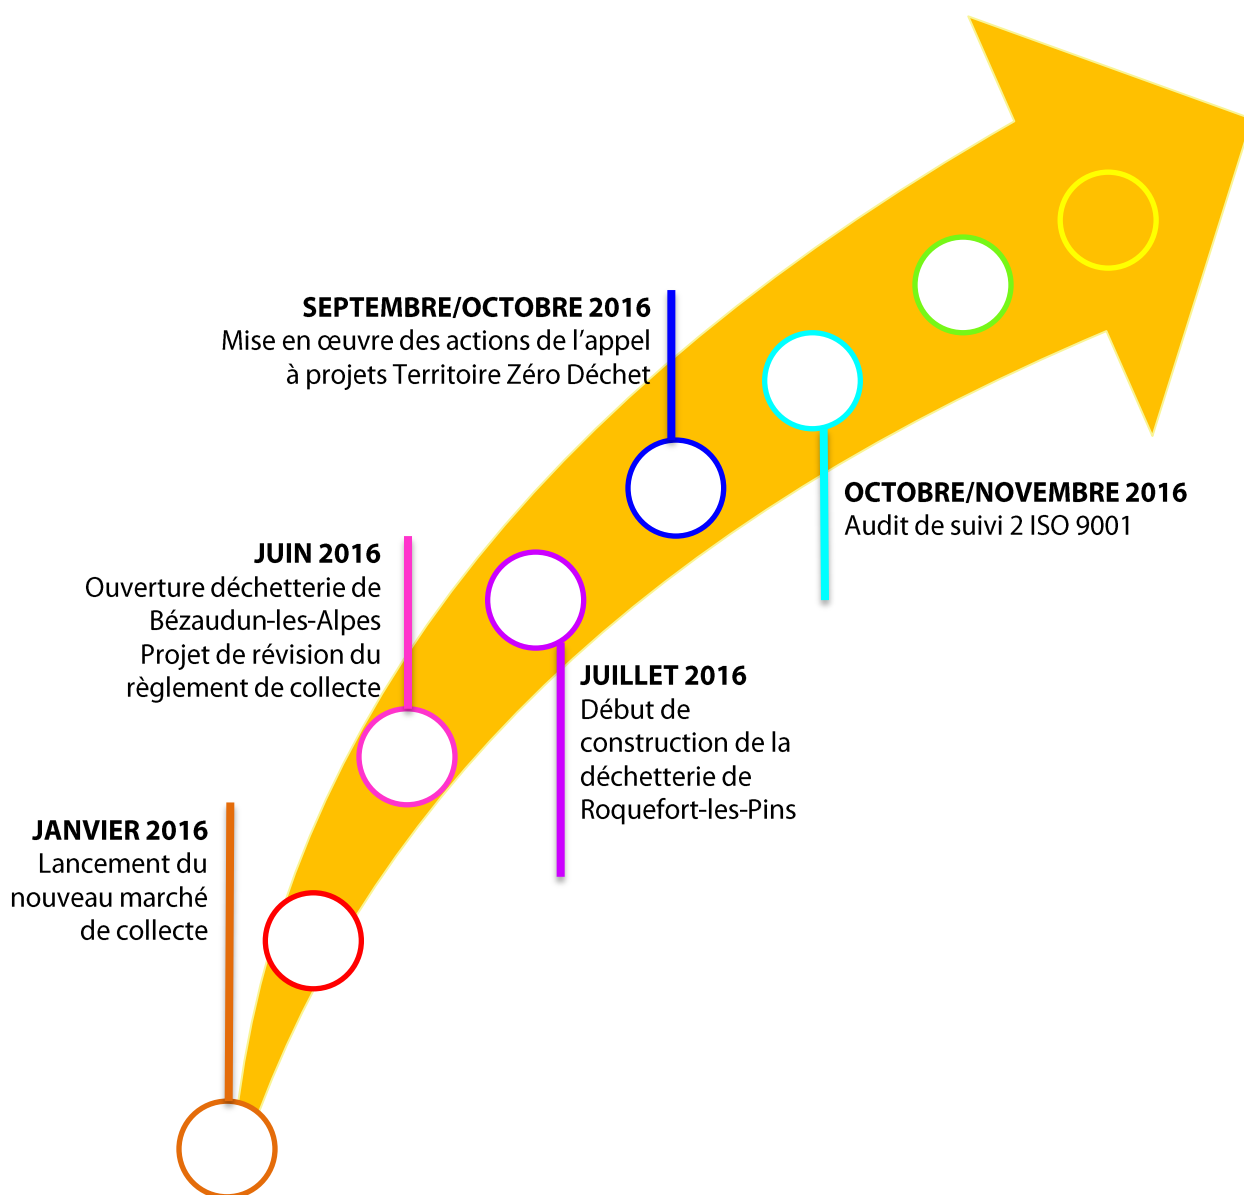 SEPTEMBRE/OCTOBRE 2016
Mise en œuvre des actions de l’appel
à projets Territoire Zéro Déchet
OCTOBRE/NOVEMBRE 2016
Audit de suivi 2 ISO 9001
JUIN 2016
Ouverture déchetterie de
Bézaudun-les-Alpes
Projet de révision du
règlement de collecte
JUILLET 2016
Début de
construction de la
déchetterie de
Roquefort-les-Pins
JANVIER 2016
Lancement du
nouveau marché
de collecte